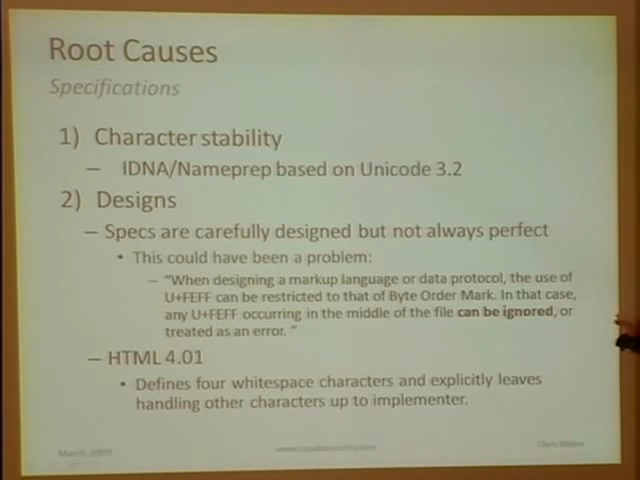 Root Causes
Specifications
1) Character stability
– IDNA/Nameprep based on Unicode 3.2
2) Designs
– Specs are carefully designed but not always perfect
• This could have been a problem:
– "When designing a markup language or data protocol, the use of
U+FEFF can be restricted to that of Byte Order Mark. In that case,
any U+FEFF occurring in the middle of the file can be ignored, or
treated as an error. "
– HTML 4.01
• Defines four whitespace characters and explicitly leaves
handling other characters up to implementer.
March, 2009
Chris Weber